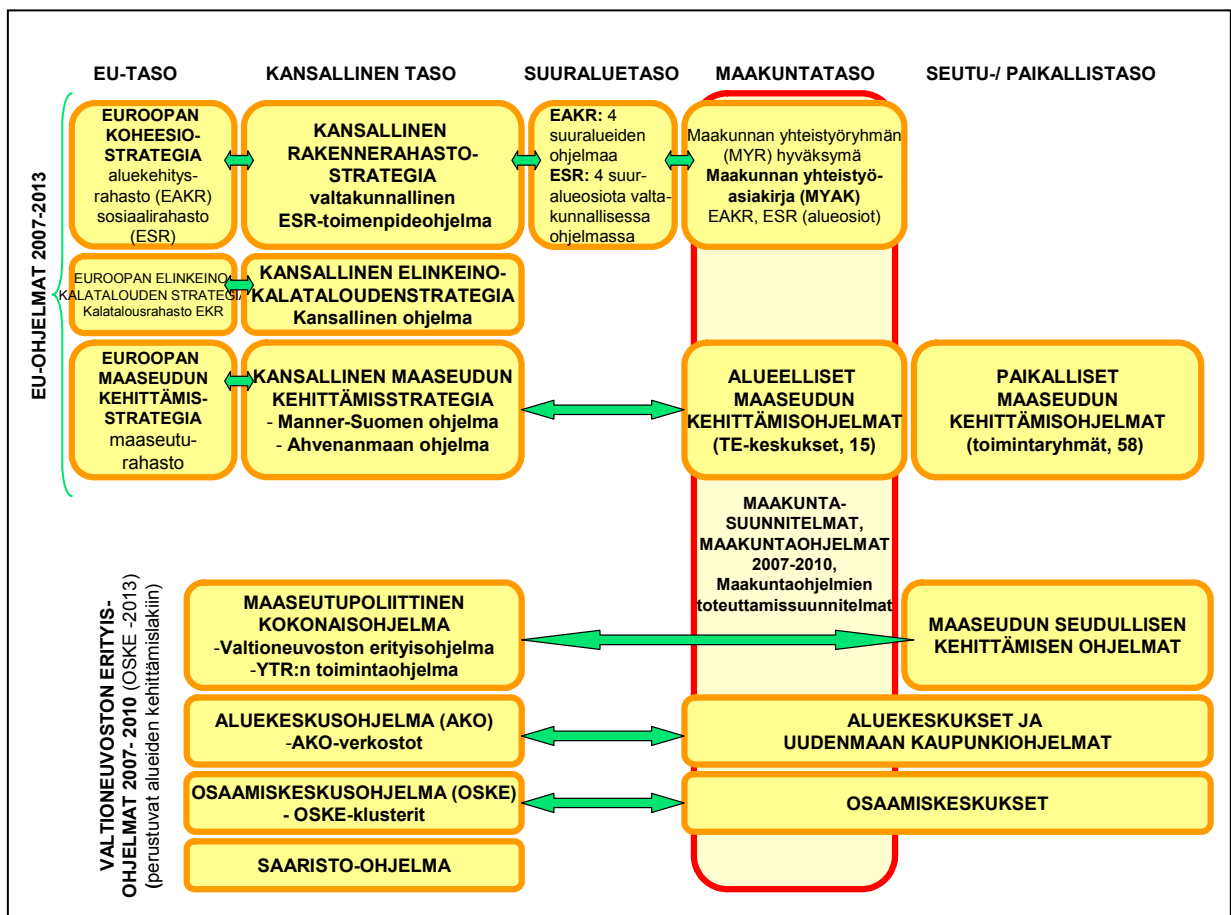 EU-TASO
KANSALLINEN TASO
SUURALUETASO
MAAKUNTATASO
SEUTU-/ PAIKALLISTASO
EU-OHJELMAT 2007-2013
EUROOPAN
KOHEESIO-
STRATEGIA
aluekehitys-
rahasto (EAKR)
sosiaalirahasto
(ESR)
KANSALLINEN
RAKENNERAHASTO-
STRATEGIA
valtakunnallinen
ESR-toimenpideohjelma
EAKR: 4
suuralueiden
ohjelmaa
ESR: 4 suur-
alueosiota valta-
kunnallisessa
ohjelmassa
Maakunnan yhteistyöryhmän
(MYR) hyväksymä
Maakunnan yhteistyö-
asiakirja (MYAK)
EAKR, ESR (alueosiot)
EUROOPAN ELINKEINO-
KALATALOUDEN STRATEGIA
Kalatalousrahasto EKR
KANSALLINEN ELINKEINO-
KALATALOUDENSTRATEGIA
Kansallinen ohjelma
EUROOPAN
MAASEUDUN
KEHITTÄMIS-
STRATEGIA
maaseutu-
rahasto
KANSALLINEN MAASEUDUN
KEHITTÄMISSTRATEGIA
- Manner-Suomen ohjelma
- Ahvenanmaan ohjelma
ALUEELLISET
MAASEUDUN
KEHITTÄMISOHJELMAT
(TE-keskukset, 15)
PAIKALLISET
MAASEUDUN
KEHITTÄMISOHJELMAT
(toimintaryhmät, 58)
MAAKUNTA-
SUUNNITELMAT,
MAAKUNTAOHJELMAT
2007-2010,
Maakuntaohjelmien
toteuttamissuunnitelmat
VALTIONEUVOSTON ERITYIS-
OHJELMAT 2007- 2010 (OSKE -2013)
(perustuvat alueiden kehittämislakiin)
MAASEUTUPOLIITTINEN
KOKONAISOHJELMA
-Valtioneuvoston erityisohjelma
-YTR:n toimintaohjelma
MAASEUDUN SEUDULLISEN
KEHITTÄMISEN OHJELMAT
ALUEKESKUSOHJELMA (AKO)
-AKO-verkostot
ALUEKESKUKSET JA
UUDENMAAN KAUPUNKIOHJELMAT
OSAAMISKESKUSOHJELMA (OSKE)
- OSKE-klusterit
OSAAMISKESKUKSET
SAARISTO-OHJELMA